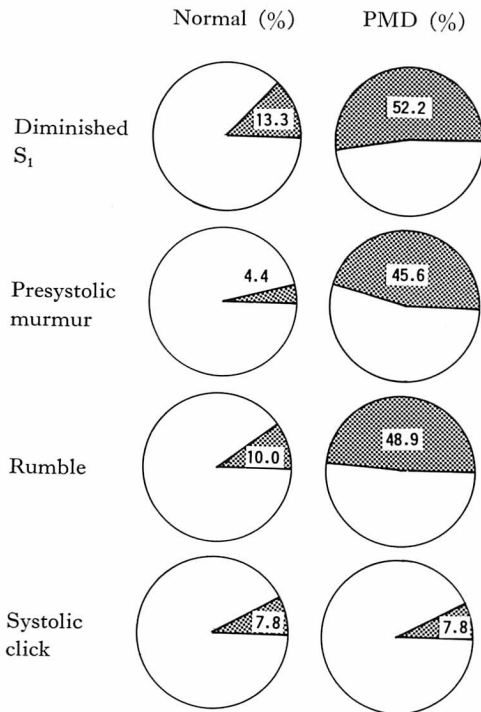 Normal (%) PMD (%)
Diminished
S₁
13.3 52.2
Presystolic
murmur
4.4 45.6
Rumble
10.0 48.9
Systolic
click
7.8 7.8